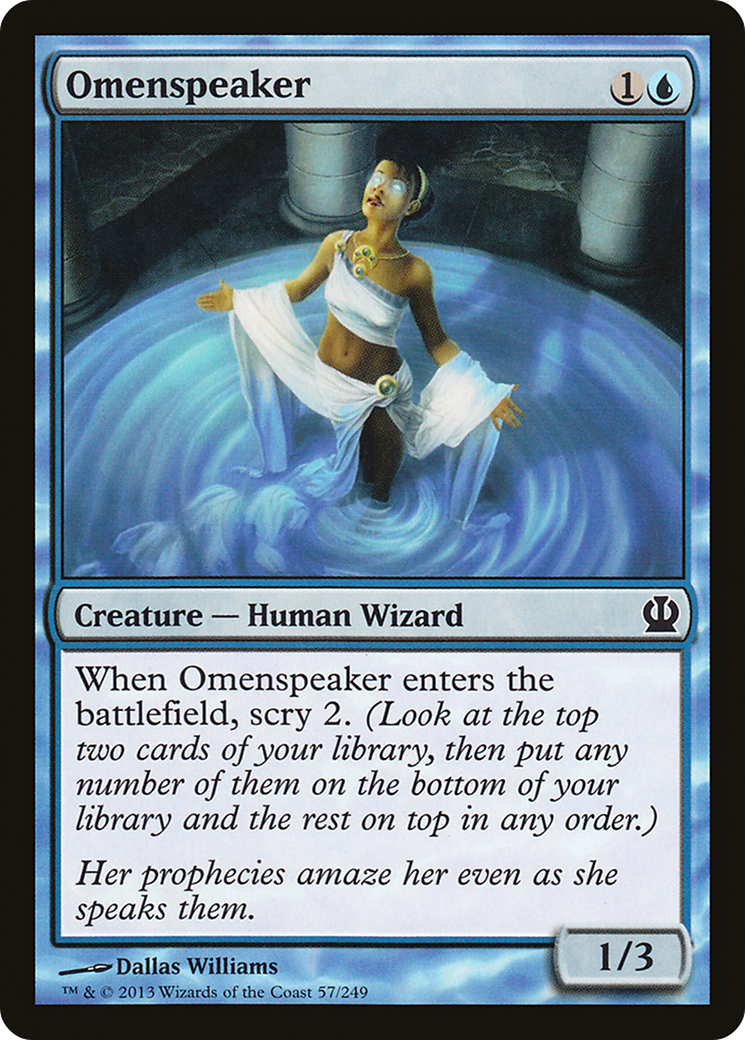 Omenspeaker 1
Creature — Human Wizard
When Omenspeaker enters the
battlefield, scry 2. (Look at the top
two cards of your library, then put any
number of them on the bottom of your
library and the rest on top in any order.)
Her prophecies amaze her even as she
speaks them.
1/3
Dallas Williams
™ & © 2013 Wizards of the Coast 57/249